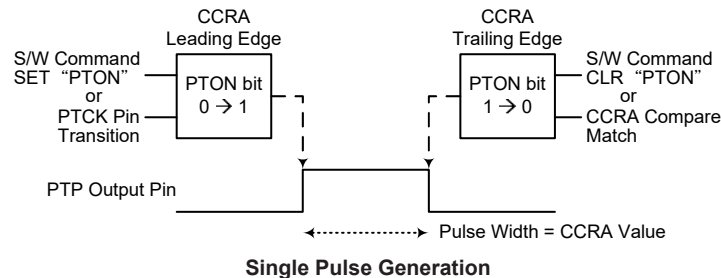 CCRA
Leading Edge
CCRA
Trailing Edge
S/W Command
SET “PTON”
or
PTCK Pin
Transition
PTON bit
0 → 1
PTON bit
1 → 0
S/W Command
CLR “PTON”
or
CCRA Compare
Match
PTP Output Pin
Pulse Width = CCRA Value
Single Pulse Generation